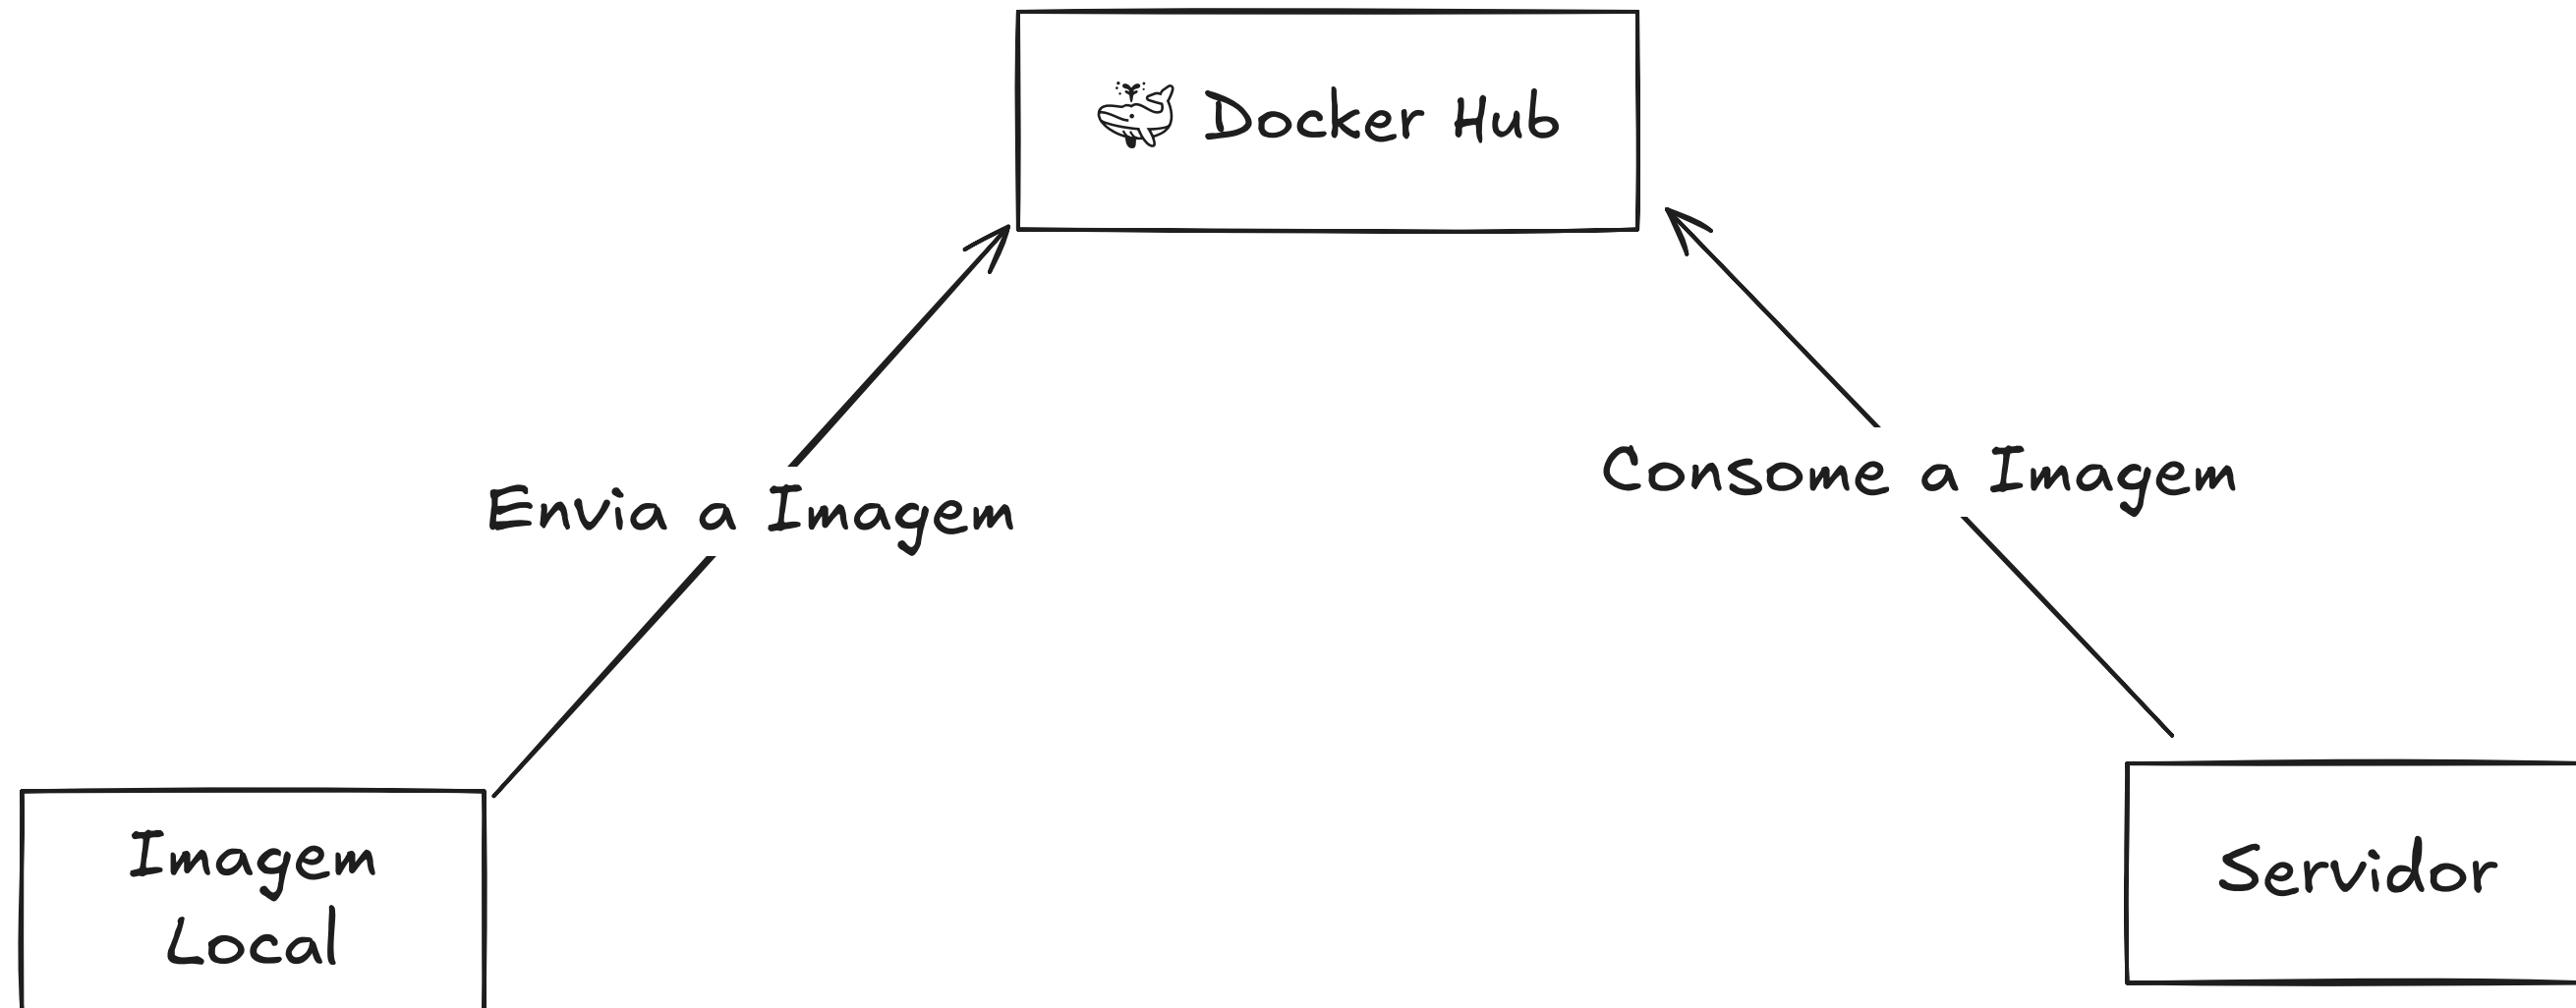 Docker Hub
Consome a Imagem
Envia a Imagem
Imagem
Local
Servidor